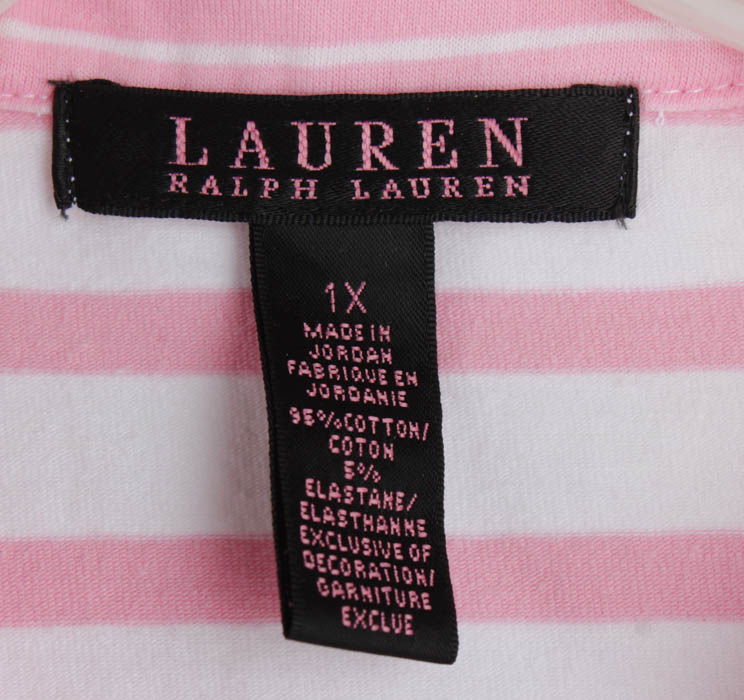 LAUREN
RALPH LAUREN
1X
MADE IN
JORDAN
FABRIQUE EN
JORDANIE
95%COTTON/
COTON
5%
ELASTANE/
ELASTHANNE
EXCLUSIVE OF
DECORATION/
GARNITURE
EXCLUE